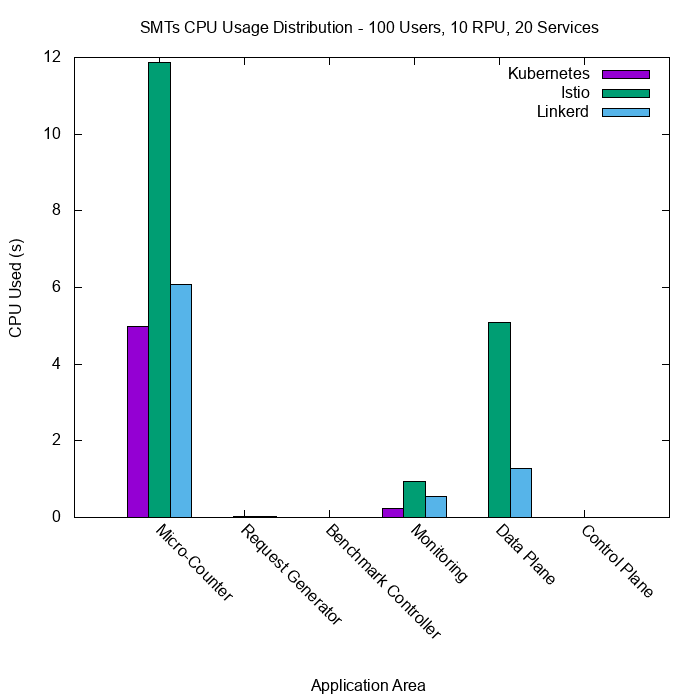 SMTs CPU Usage Distribution - 100 Users, 10 RPU, 20 Services
Kubernetes
Istio
Linkerd
12
10
8
6
4
2
0
CPU Used (s)
Micro-Counter
Request Generator
Benchmark Controller
Monitoring
Data Plane
Control Plane
Application Area